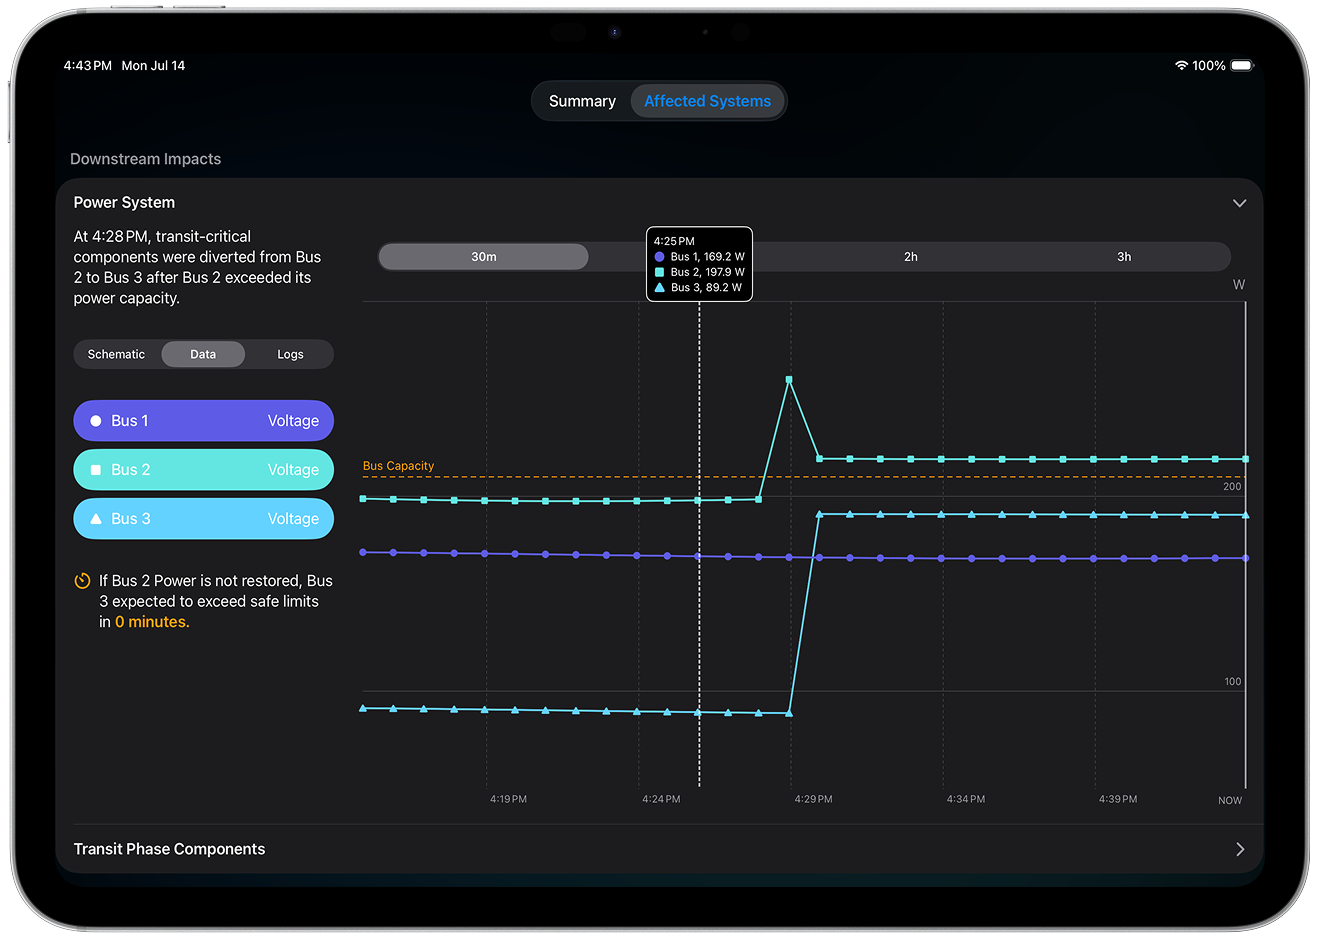 4:43 PM Mon Jul 14
100%
Summary
Affected Systems
Downstream Impacts
Power System
At 4:28 PM, transit-critical
components were diverted from Bus
2 to Bus 3 after Bus 2 exceeded its
power capacity.
Schematic
Data
Logs
Bus 1
Voltage
Bus 2
Voltage
Bus 3
Voltage
If Bus 2 Power is not restored, Bus
3 expected to exceed safe limits
in 0 minutes.
30m
2h
3h
4:25 PM
Bus 1, 169.2 W
Bus 2, 197.9 W
Bus 3, 89.2 W
W
Bus Capacity
200
100
4:19 PM
4:24 PM
4:29 PM
4:34 PM
4:39 PM
NOW
Transit Phase Components